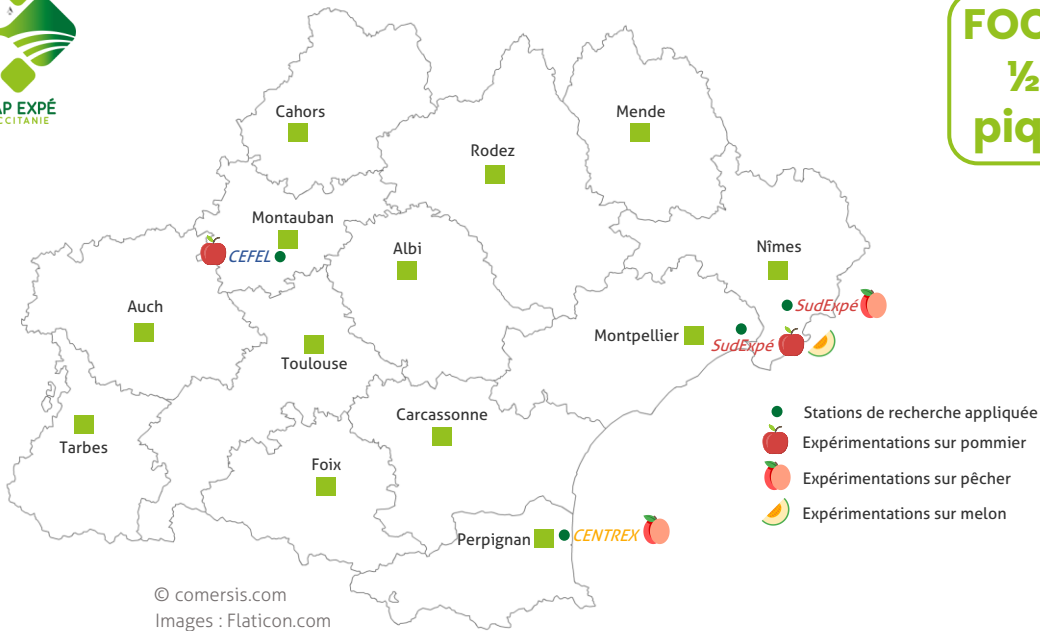 AP EXPÉ
CCITANIE
FOC
½
piq
Cahors
Mende
Rodez
Montauban
CEFEL
Albi
Nîmes
Auch
SudExpé
Montpellier
SudExpé
Toulouse
Carcassonne
Tarbes
Foix
Perpignan
CENTREX
Stations de recherche appliquée
Expérimentations sur pommier
Expérimentations sur pêcher
Expérimentations sur melon
© comersis.com
Images : Flaticon.com